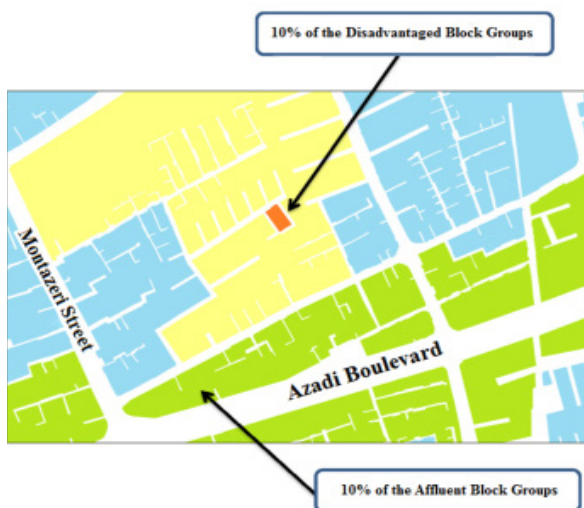 10% of the Disadvantaged Block Groups
Montazeri Street
Azadi Boulevard
10% of the Affluent Block Groups